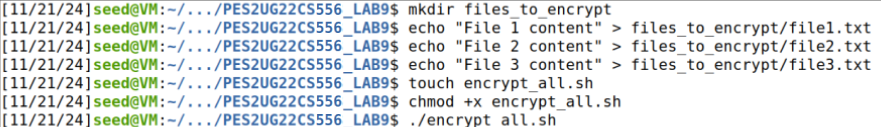 [11/21/24]seed@VM:~/.../PES2UG22CS556_LAB9$ mkdir files_to_encrypt
[11/21/24]seed@VM:~/.../PES2UG22CS556_LAB9$ echo "File 1 content" > files_to_encrypt/file1.txt
[11/21/24]seed@VM:~/.../PES2UG22CS556_LAB9$ echo "File 2 content" > files_to_encrypt/file2.txt
[11/21/24]seed@VM:~/.../PES2UG22CS556_LAB9$ echo "File 3 content" > files_to_encrypt/file3.txt
[11/21/24]seed@VM:~/.../PES2UG22CS556_LAB9$ touch encrypt_all.sh
[11/21/24]seed@VM:~/.../PES2UG22CS556_LAB9$ chmod +x encrypt_all.sh
[11/21/24]seed@VM:~/.../PES2UG22CS556_LAB9$ ./encrypt_all.sh